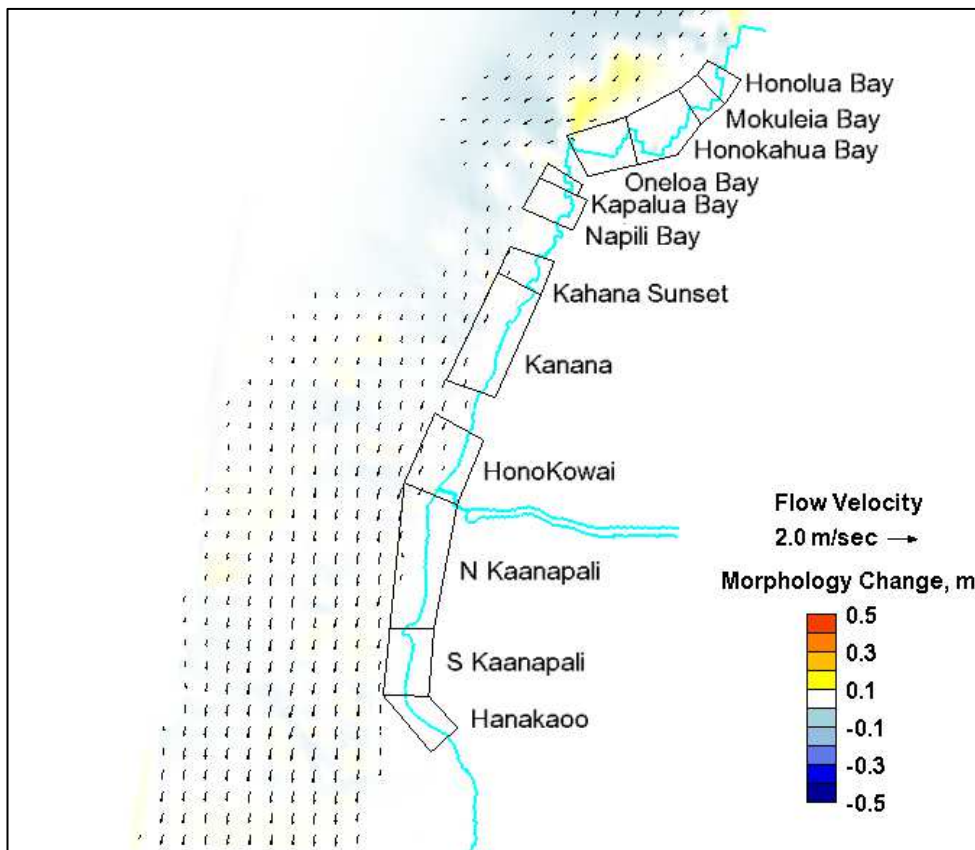 Honolua Bay
Mokuleia Bay
Honokahua Bay
Oneloa Bay
Kapalua Bay
Napili Bay
Kahana Sunset
Kanana
HonoKowai
N Kaanapali
S Kaanapali
Hanakaoo
Flow Velocity
2.0 m/sec
Morphology Change, m
0.5
0.3
0.1
-0.1
-0.3
-0.5